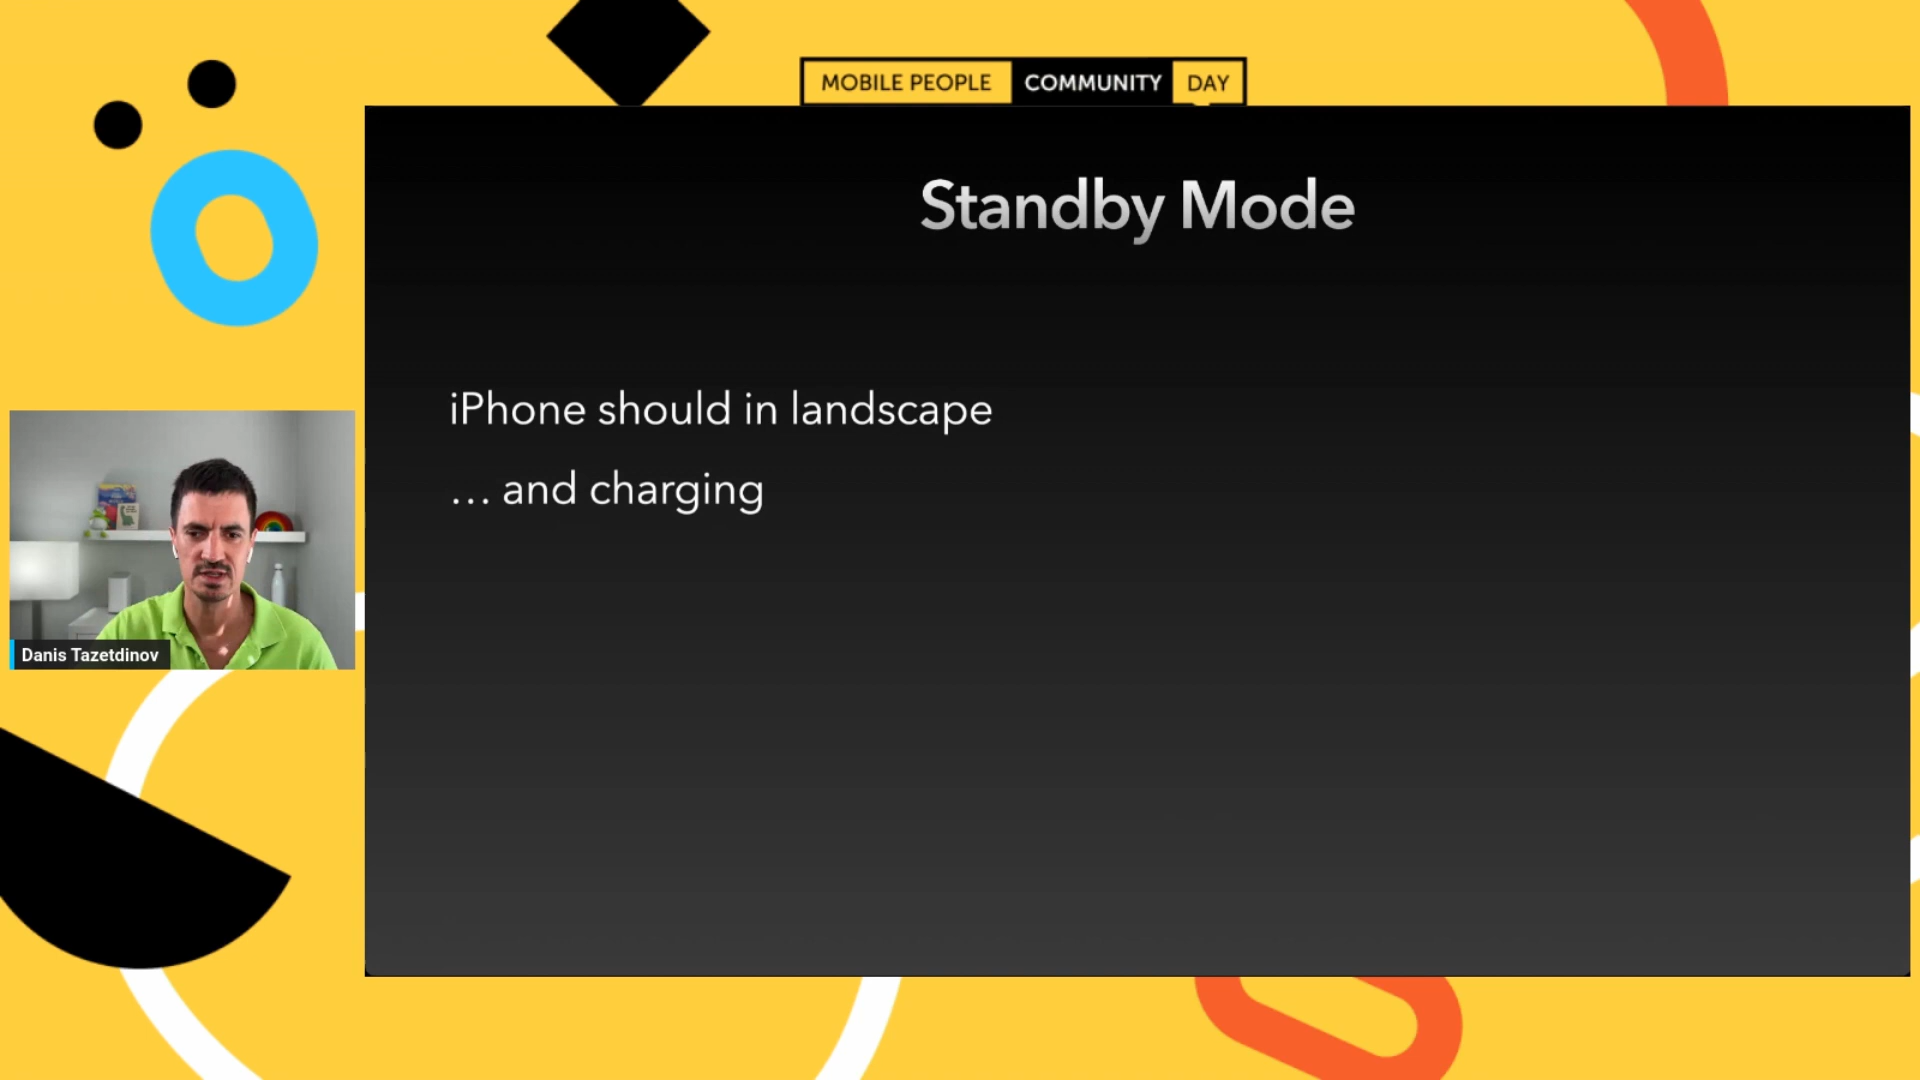 MOBILE PEOPLE COMMUNITY DAY
Standby Mode
iPhone should in landscape
… and charging
Danis Tazetdinov